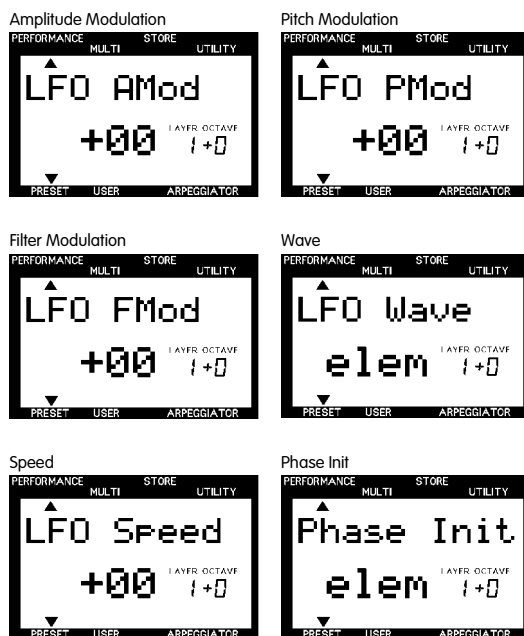 Amplitude Modulation
PERFORMANCE MULTI STORE UTILITY
LFO AMod
+00 LAYER OCTAVE 1 +0
PRESET USER ARPEGGIATOR
Pitch Modulation
PERFORMANCE MULTI STORE UTILITY
LFO PMod
+00 LAYER OCTAVE 1 +0
PRESET USER ARPEGGIATOR
Filter Modulation
PERFORMANCE MULTI STORE UTILITY
LFO FMod
+00 LAYER OCTAVE 1 +0
PRESET USER ARPEGGIATOR
Wave
PERFORMANCE MULTI STORE UTILITY
LFO Wave
elem LAYER OCTAVE 1 +0
PRESET USER ARPEGGIATOR
Speed
PERFORMANCE MULTI STORE UTILITY
LFO Speed
+00 LAYER OCTAVE 1 +0
PRESET USER ARPEGGIATOR
Phase Init
PERFORMANCE MULTI STORE UTILITY
Phase Init
elem LAYER OCTAVE 1 +0
PRESET USER ARPEGGIATOR